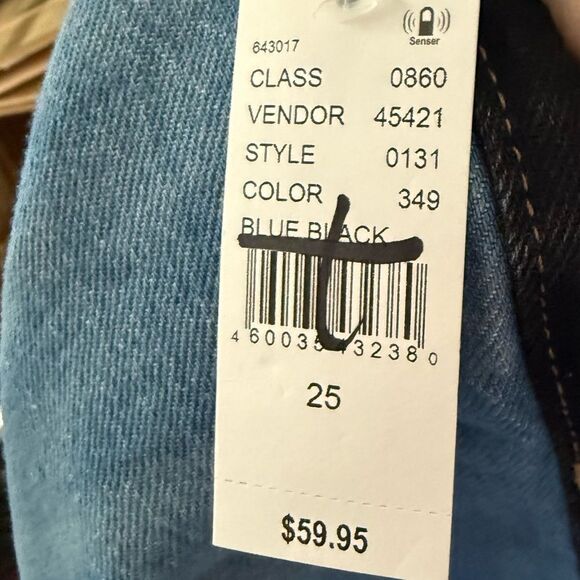 Senser
643017
CLASS 0860
VENDOR 45421
STYLE 0131
COLOR 349
BLUE BLACK
25
$59.95